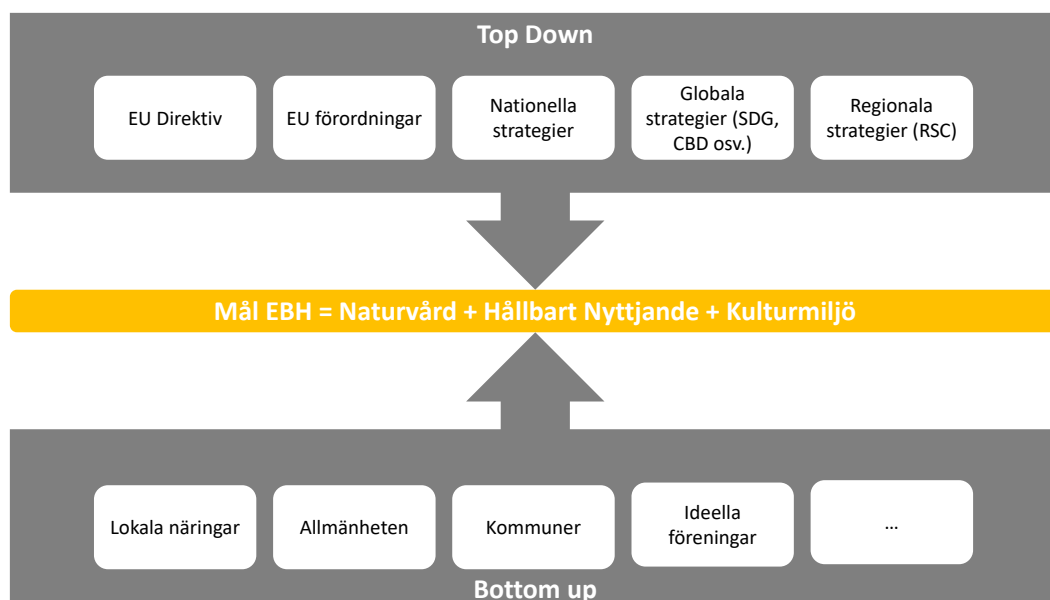 Top Down
EU Direktiv
EU förordningar
Nationella
strategier
Globala
strategier (SDG,
CBD osv.)
Regionala
strategier (RSC)
Mål EBH = Naturvård + Hållbart Nyttjande + Kulturmiljö
Lokala näringar
Allmänheten
Kommuner
Ideella
föreningar
...
Bottom up